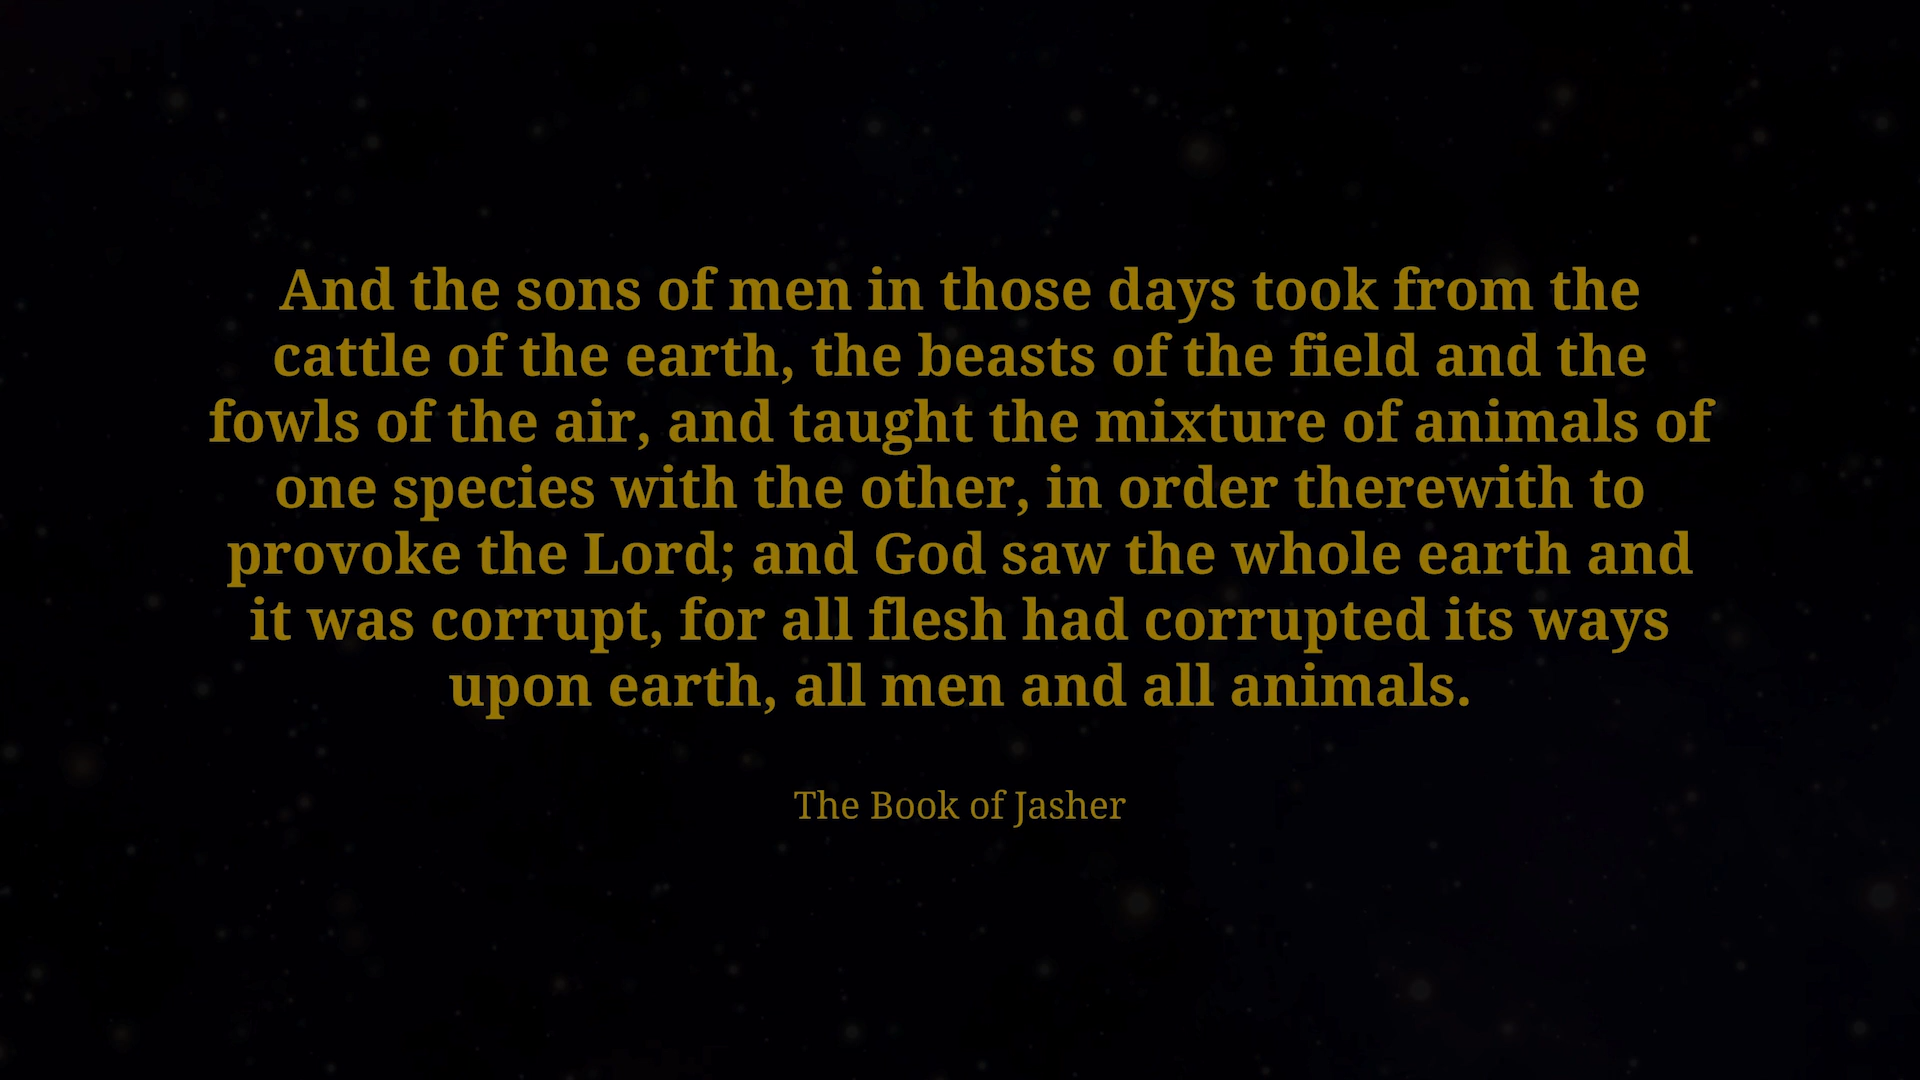 And the sons of men in those days took from the
cattle of the earth, the beasts of the field and the
fowls of the air, and taught the mixture of animals of
one species with the other, in order therewith to
provoke the Lord; and God saw the whole earth and
it was corrupt, for all flesh had corrupted its ways
upon earth, all men and all animals.
The Book of Jasher